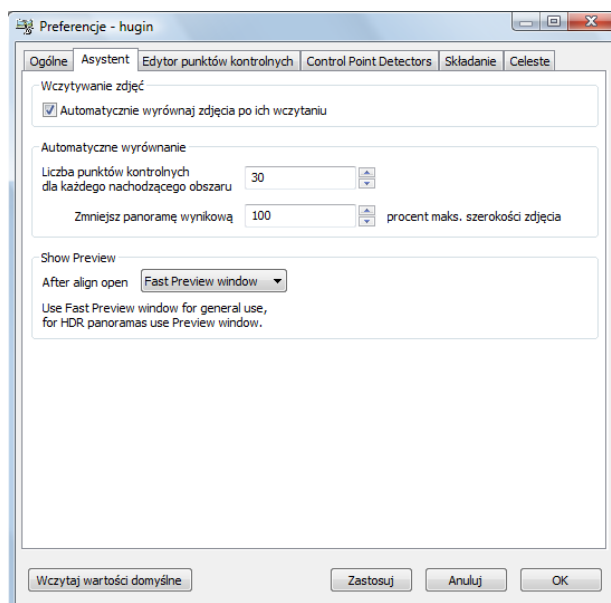 Preferencje - hugin
Ogólne Asystent Edytor punktów kontrolnych Control Point Detectors Składanie Celeste
Wczytywanie zdjęć
Automatycznie wyrównaj zdjęcia po ich wczytaniu
Automatyczne wyrównanie
Liczba punktów kontrolnych
dla każdego nachodzącego obszaru 30
Zmniejsz panoramę wynikową 100 procent maks. szerokości zdjęcia
Show Preview
After align open Fast Preview window
Use Fast Preview window for general use,
for HDR panoramas use Preview window.
Wczytaj wartości domyślne Zastosuj Anuluj OK